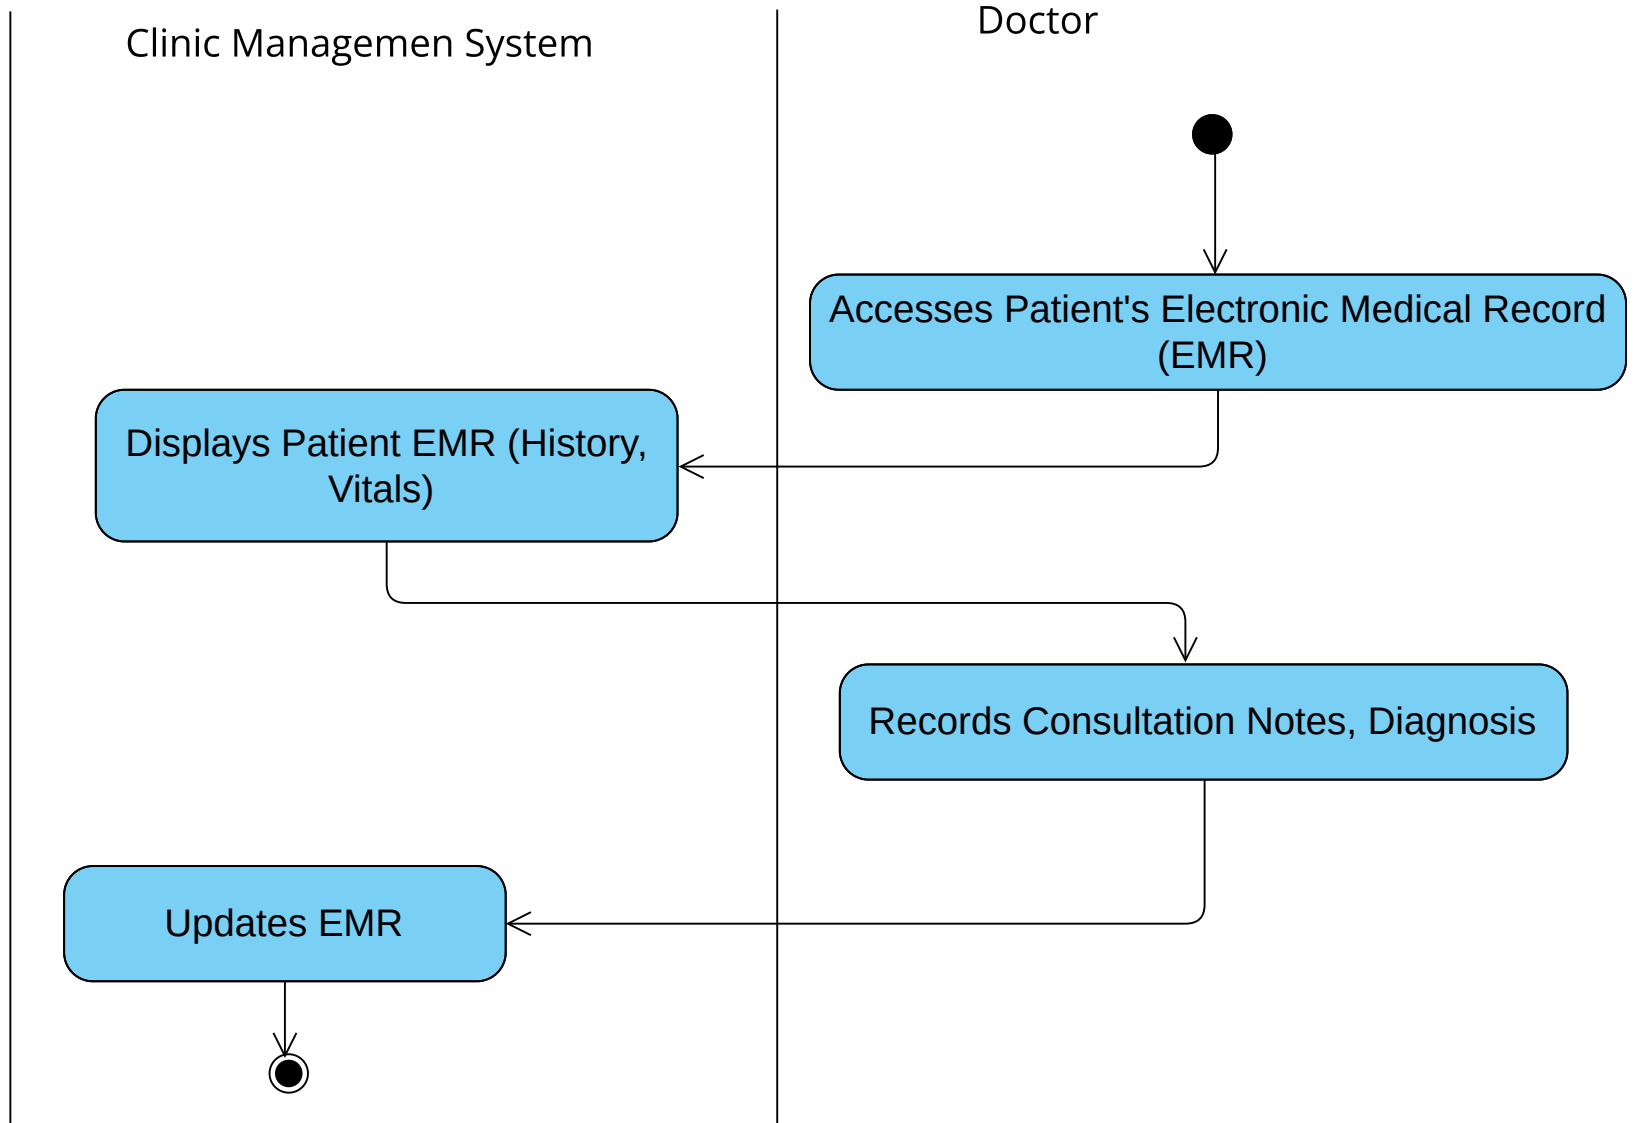 Clinic Managemen System
Doctor
Accesses Patient's Electronic Medical Record
(EMR)
Displays Patient EMR (History,
Vitals)
Records Consultation Notes, Diagnosis
Updates EMR